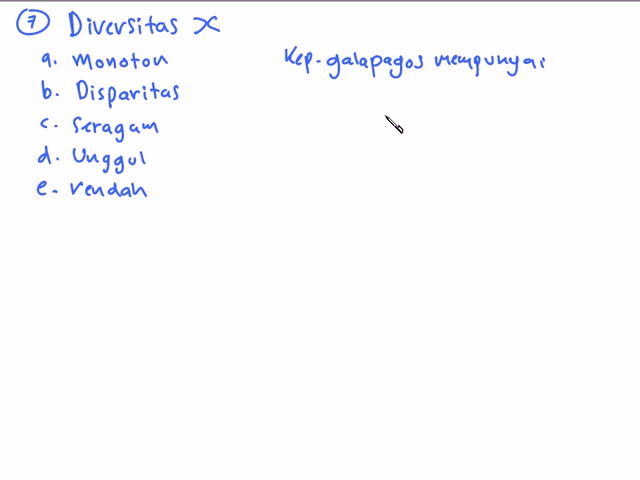 7 Diversitas X
a. Monoton
Kep. galapagos mempunyai
b. Disparitas
c. Seragam
d. Unggul
e. rendah